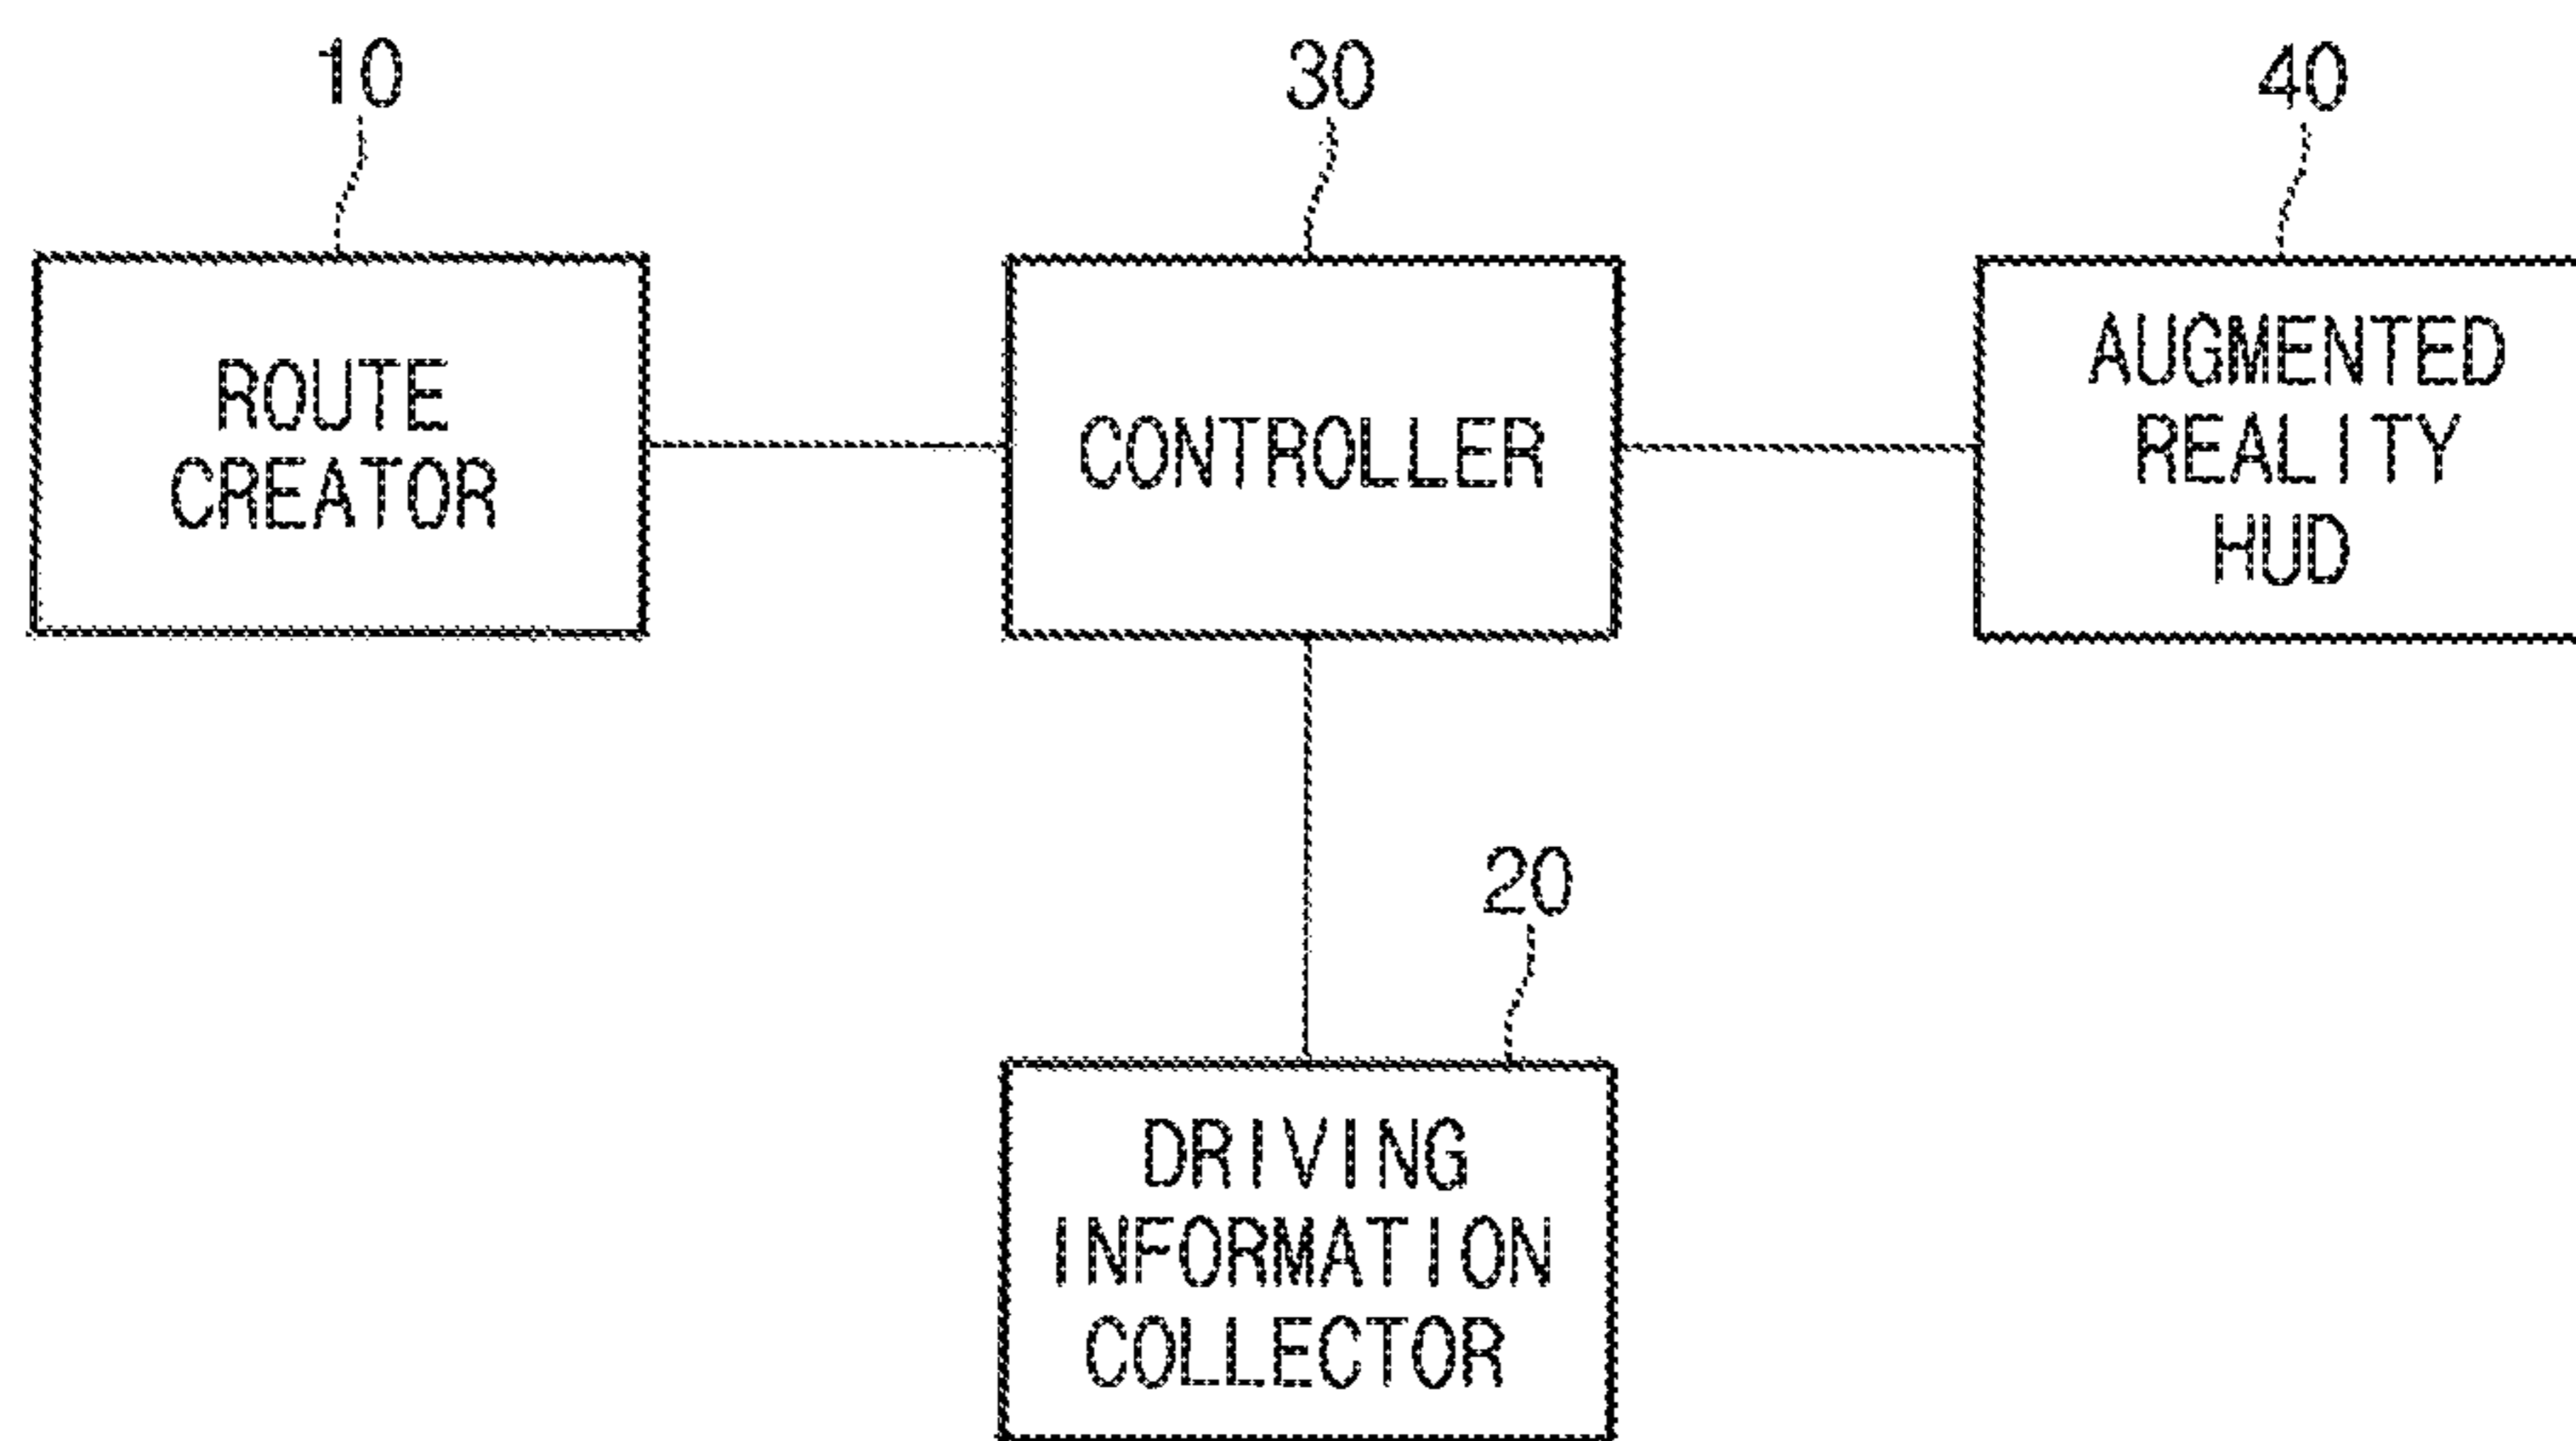 10
30
40
ROUTE
CREATOR
CONTROLLER
AUGMENTED
REALITY
HUD
20
DRIVING
INFORMATION
COLLECTOR